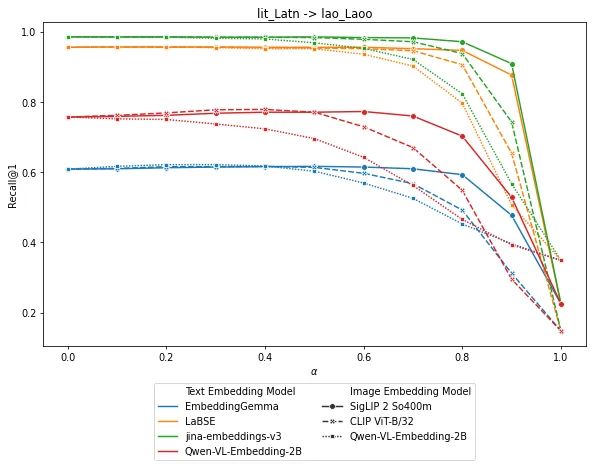 lit_Latn -> lao_Laoo
1.0
0.8
0.6
0.4
0.2
Recall@1
0.0 0.2 0.4 0.6 0.8 1.0
α
Text Embedding Model
EmbeddingGemma
LaBSE
jina-embeddings-v3
Qwen-VL-Embedding-2B
Image Embedding Model
SigLIP 2 So400m
CLIP ViT-B/32
Qwen-VL-Embedding-2B